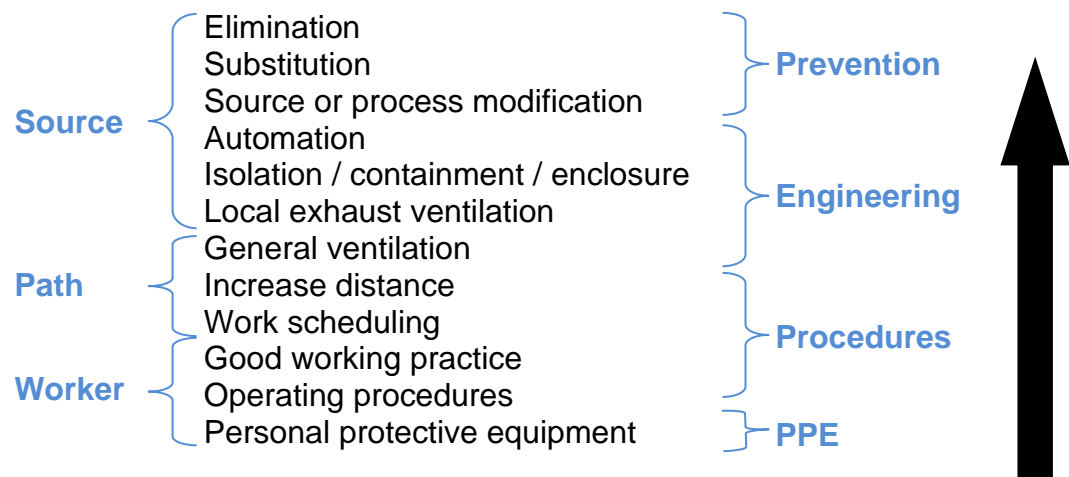 Elimination
Substitution
Prevention
Source or process modification
Source
Automation
Isolation / containment / enclosure
Engineering
Local exhaust ventilation
General ventilation
Path
Increase distance
Work scheduling
Procedures
Good working practice
Worker
Operating procedures
Personal protective equipment
PPE